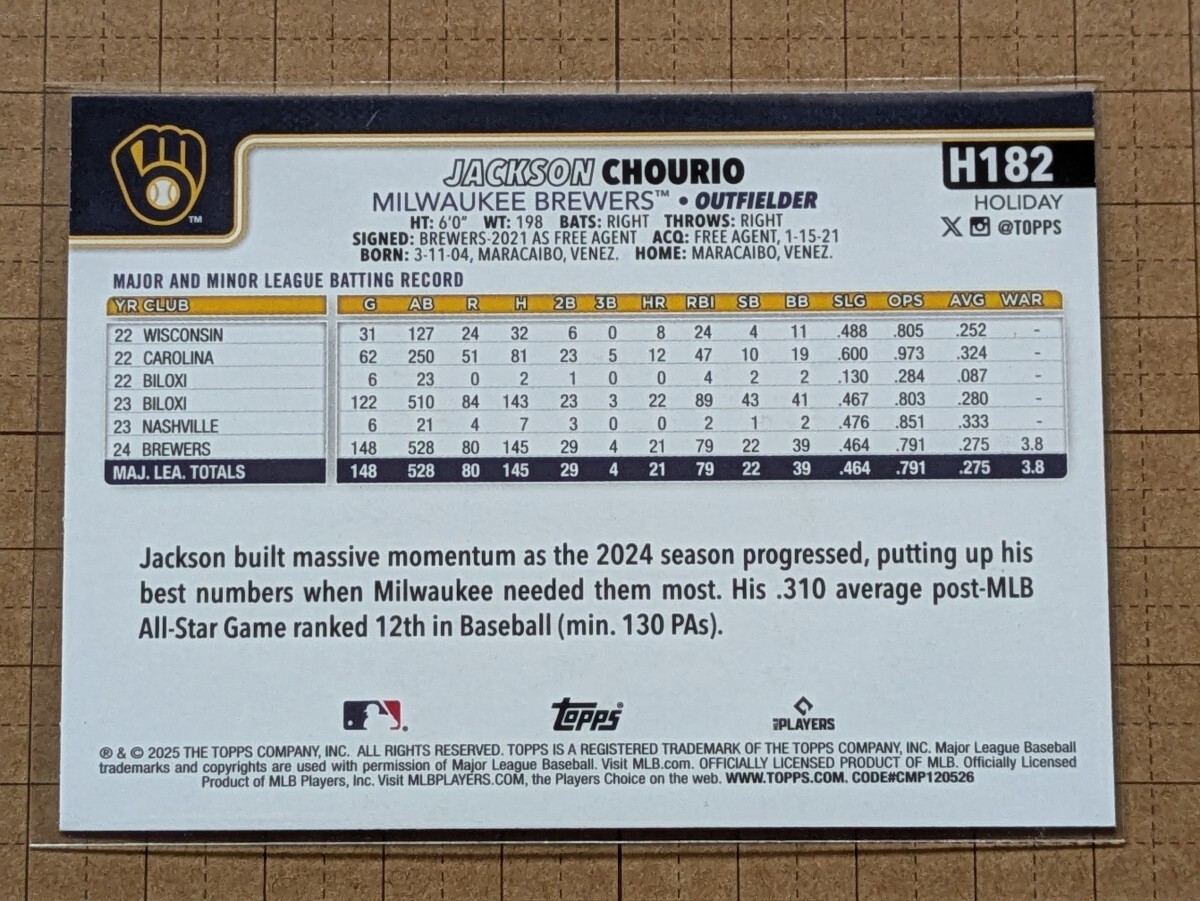 JACKSON CHOURIO
H182
MILWAUKEE BREWERS™ • OUTFIELDER
HOLIDAY
HT: 6'0" WT: 198 BATS: RIGHT THROWS: RIGHT
@TOPPS
SIGNED: BREWERS-2021 AS FREE AGENT ACQ: FREE AGENT, 1-15-21
BORN: 3-11-04, MARACAIBO, VENEZ. HOME: MARACAIBO, VENEZ.
TM
MAJOR AND MINOR LEAGUE BATTING RECORD
YR CLUB G AB R H 2B 3B HR RBI SB BB SLG OPS AVG WAR
22 WISCONSIN 31 127 24 32 6 0 8 24 4 11 .488 .805 .252 -
22 CAROLINA 62 250 51 81 23 5 12 47 10 19 .600 .973 .324 -
22 BILOXI 6 23 0 2 1 0 0 4 2 2 .130 .284 .087 -
23 BILOXI 122 510 84 143 23 3 22 89 43 41 .467 .803 .280 -
23 NASHVILLE 6 21 4 7 3 0 0 2 1 2 .476 .851 .333 -
24 BREWERS 148 528 80 145 29 4 21 79 22 39 .464 .791 .275 3.8
MAJ. LEA. TOTALS 148 528 80 145 29 4 21 79 22 39 .464 .791 .275 3.8
Jackson built massive momentum as the 2024 season progressed, putting up his
best numbers when Milwaukee needed them most. His .310 average post-MLB
All-Star Game ranked 12th in Baseball (min. 130 PAs).
topps®
MLB PLAYERS
® & © 2025 THE TOPPS COMPANY, INC. ALL RIGHTS RESERVED. TOPPS IS A REGISTERED TRADEMARK OF THE TOPPS COMPANY, INC. Major League Baseball
trademarks and copyrights are used with permission of Major League Baseball. Visit MLB.com. OFFICIALLY LICENSED PRODUCT OF MLB. Officially Licensed
Product of MLB Players, Inc. Visit MLBPLAYERS.COM, the Players Choice on the web. WWW.TOPPS.COM. CODE#CMP120526